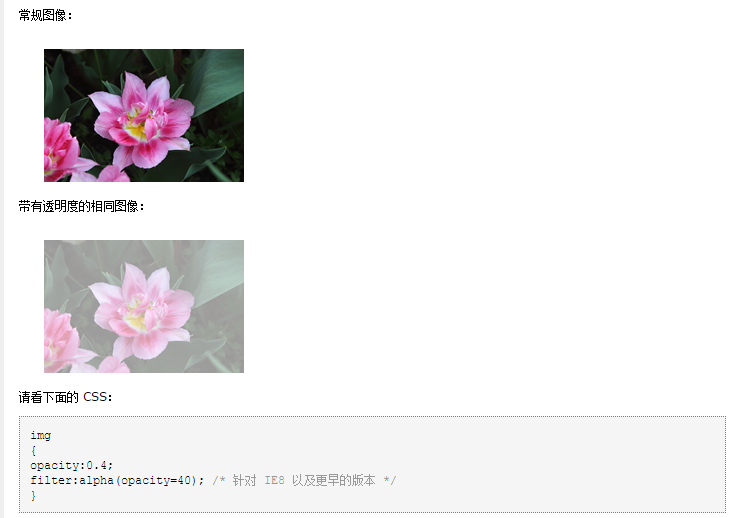 常规图像：
带有透明度的相同图像：
请看下面的 CSS：
img
{
opacity:0.4;
filter:alpha(opacity=40); /* 针对 IE8 以及更早的版本 */
}